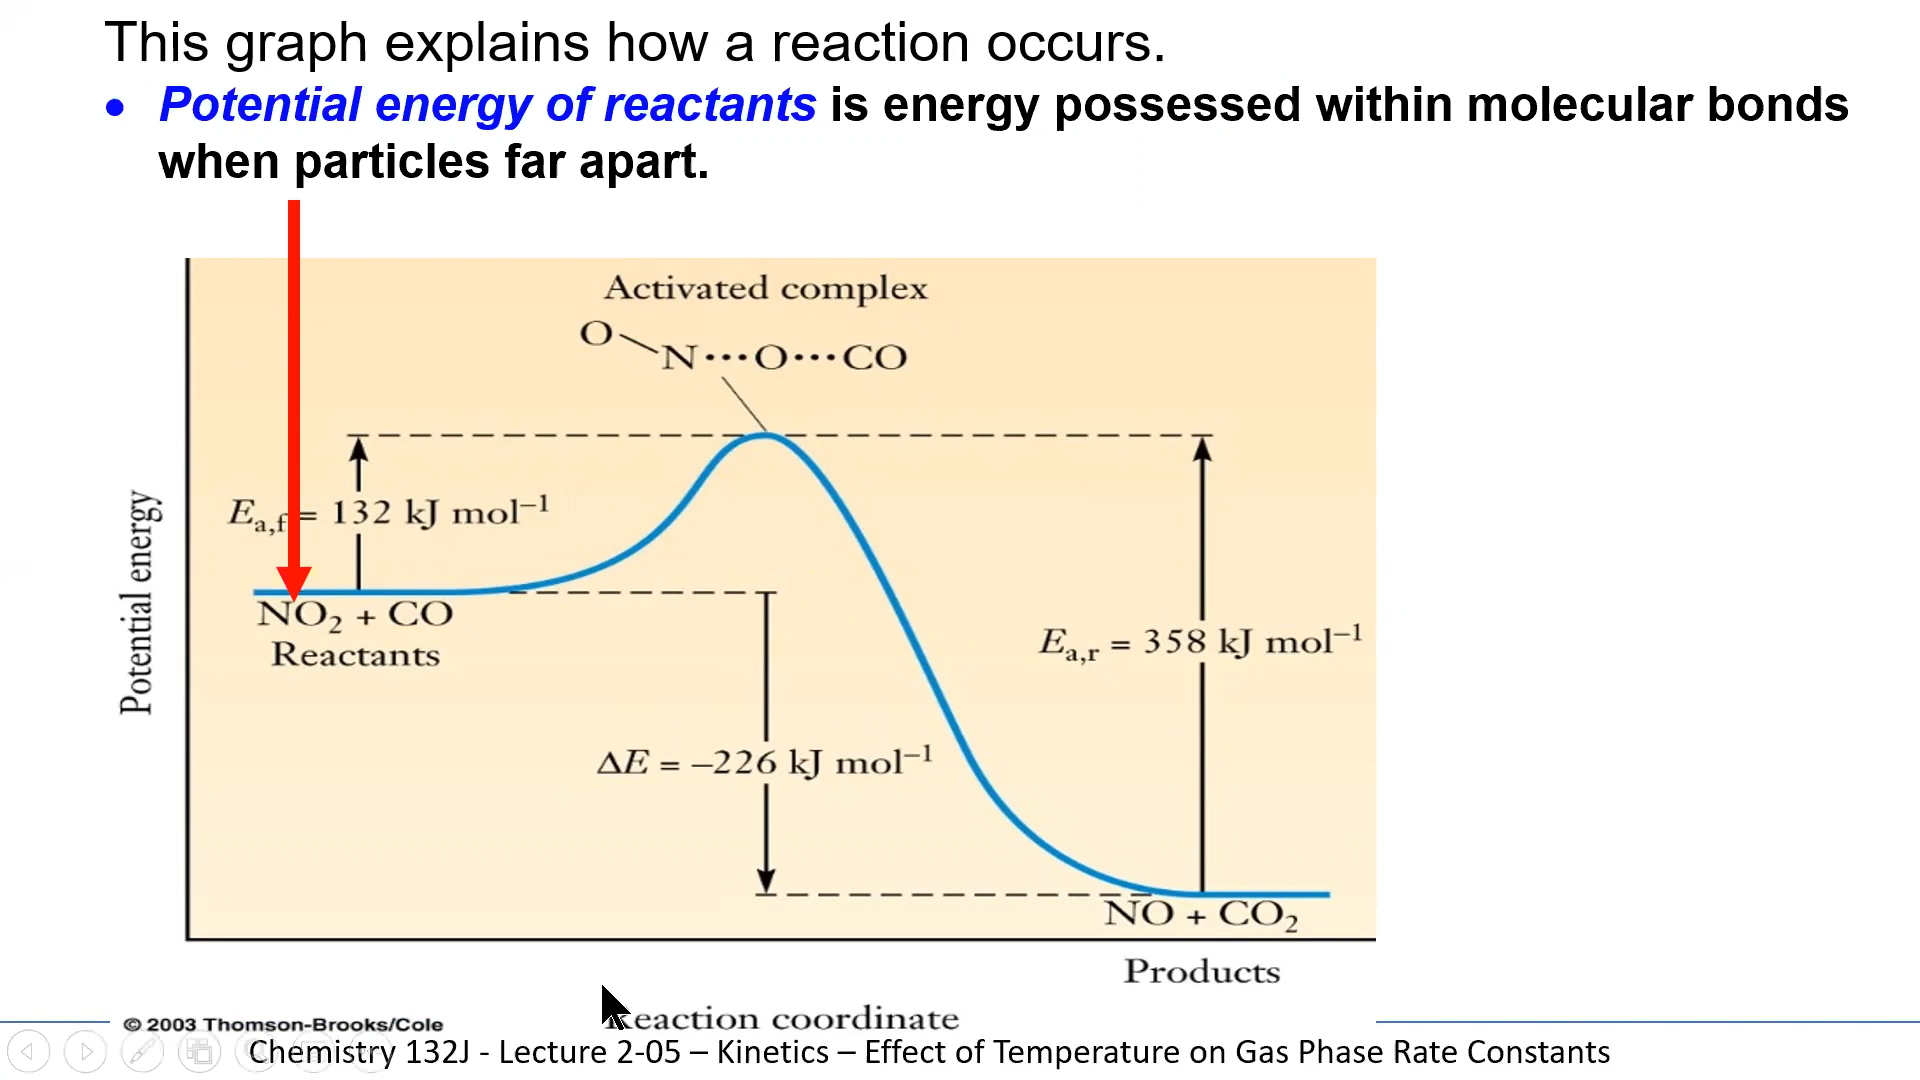 This graph explains how a reaction occurs.
• Potential energy of reactants is energy possessed within molecular bonds
when particles far apart.
Activated complex
O
N···O···CO
Eₐ,f = 132 kJ mol⁻¹
Potential energy
NO₂ + CO
Reactants
Eₐ,ᵣ = 358 kJ mol⁻¹
ΔE = –226 kJ mol⁻¹
NO + CO₂
Products
Reaction coordinate
© 2003 Thomson-Brooks/Cole
Chemistry 132J - Lecture 2-05 – Kinetics – Effect of Temperature on Gas Phase Rate Constants